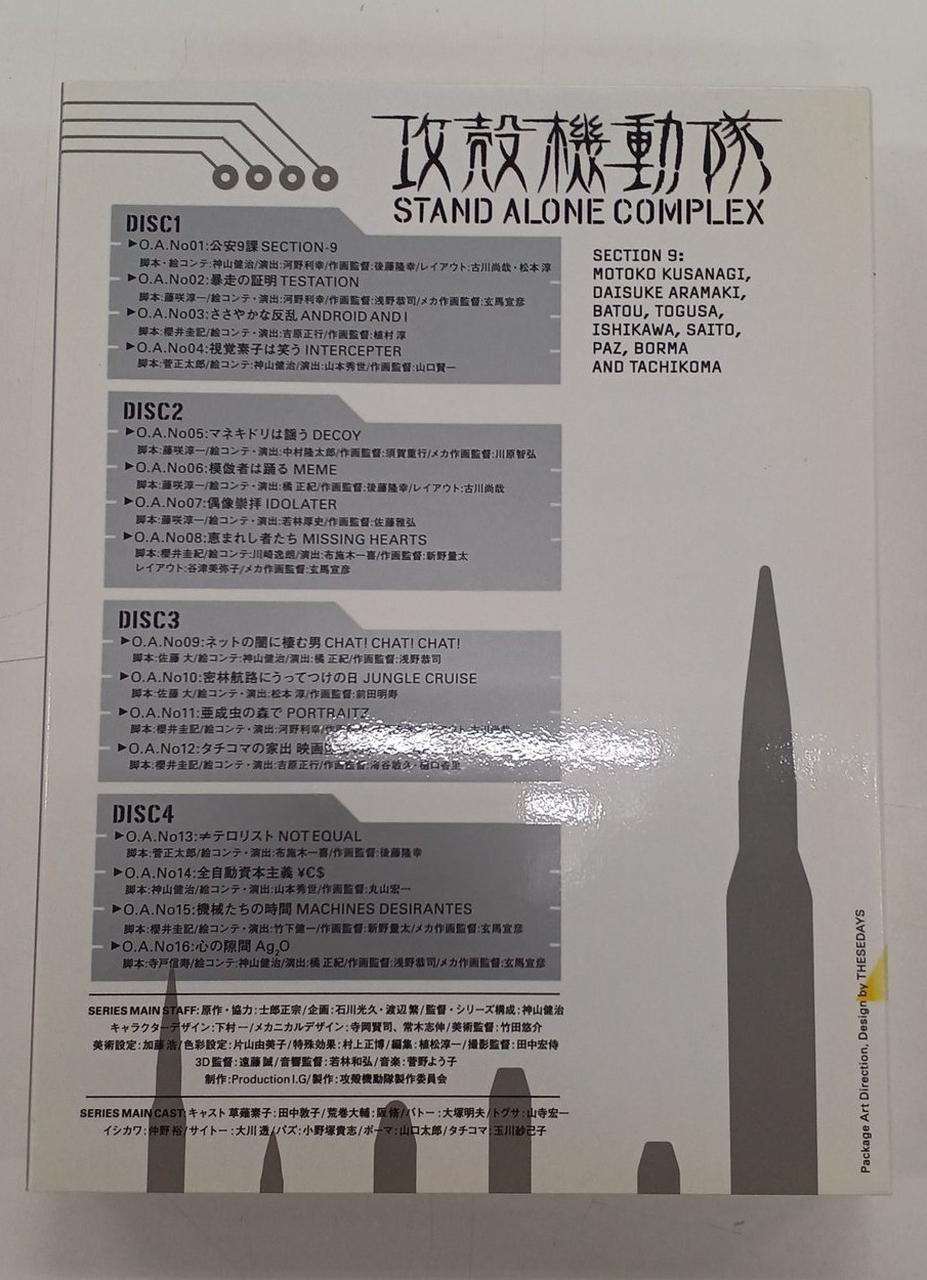 攻殻機動隊
STAND ALONE COMPLEX
SECTION 9:
MOTOKO KUSANAGI,
DAISUKE ARAMAKI,
BATOU, TOGUSA,
ISHIKAWA, SAITO,
PAZ, BORMA
AND TACHIKOMA
DISC1
▶O.A.No01:公安9課 SECTION-9
脚本・絵コンテ:神山健治/演出:河野利幸/作画監督:後藤隆幸/レイアウト:古川尚哉・松本 淳
▶O.A.No02:暴走の証明 TESTATION
脚本:藤咲淳一/絵コンテ・演出:河野利幸/作画監督:浅野恭司/メカ作画監督:玄馬宣彦
▶O.A.No03:ささやかな反乱 ANDROID AND I
脚本:櫻井圭記/絵コンテ・演出:吉原正行/作画監督:植村 淳
▶O.A.No04:視覚素子は笑う INTERCEPTER
脚本:菅正太郎/絵コンテ:神山健治/演出:山本秀世/作画監督:山口賢一
DISC2
▶O.A.No05:マネキドリは謡う DECOY
脚本:藤咲淳一/絵コンテ・演出:中村隆太郎/作画監督:須賀重行/メカ作画監督:川原智弘
▶O.A.No06:模倣者は踊る MEME
脚本:藤咲淳一/絵コンテ・演出:橘 正紀/作画監督:後藤隆幸/レイアウト:古川尚哉
▶O.A.No07:偶像崇拝 IDOLATER
脚本:藤咲淳一/絵コンテ・演出:若林厚史/作画監督:佐藤雅弘
▶O.A.No08:恵まれし者たち MISSING HEARTS
脚本:櫻井圭紀/絵コンテ:川崎逸朗/演出:布施木一喜/作画監督:新野量太
レイアウト:谷津美弥子/メカ作画監督:玄馬宣彦
DISC3
▶O.A.No09:ネットの闇に棲む男 CHAT! CHAT! CHAT!
脚本:佐藤 大/絵コンテ:神山健治/演出:橘 正紀/作画監督:浅野恭司
▶O.A.No10:密林航路にうってつけの日 JUNGLE CRUISE
脚本:佐藤 大/絵コンテ・演出:松本 淳/作画監督:前田明寿
▶O.A.No11:亜成虫の森で PORTRAITZ
脚本:櫻井圭記/絵コンテ・演出:河野利幸/作画監督
▶O.A.No12:タチコマの家出 映画
脚本:櫻井圭記/絵コンテ・演出:吉原正行/作画監督:海谷敏久・樋口香里
DISC4
▶O.A.No13:≠テロリスト NOT EQUAL
脚本:菅正太郎/絵コンテ・演出:布施木一喜/作画監督:後藤隆幸
▶O.A.No14:全自動資本主義 ¥€$
脚本:神山健治/絵コンテ・演出:山本秀世/作画監督:丸山宏一
▶O.A.No15:機械たちの時間 MACHINES DESIRANTES
脚本:櫻井圭記/絵コンテ・演出:竹下健一/作画監督:新野量太/メカ作画監督:玄馬宣彦
▶O.A.No16:心の隙間 Ag2O
脚本:寺戸信寿/絵コンテ:神山健治/演出:橘 正紀/作画監督:浅野恭司/メカ作画監督:玄馬宣彦
SERIES MAIN STAFF:原作・協力:士郎正宗/企画:石川光久・渡辺 繁/監督・シリーズ構成:神山健治
キャラクターデザイン:下村 一/メカニカルデザイン:寺岡賢司、常木志伸/美術監督:竹田悠介
美術設定:加藤 浩/色彩設定:片山由美子/特殊効果:村上正博/編集:植松淳一/撮影監督:田中宏侍
3D監督:遠藤 誠/音響監督:若林和弘/音楽:菅野よう子
制作:Production I.G/製作:攻殻機動隊製作委員会
SERIES MAIN CAST:キャスト 草薙素子:田中敦子/荒巻大輔:阪 脩/バトー:大塚明夫/トグサ:山寺宏一
イシカワ:仲野 裕/サイトー:大川 透/パズ:小野塚貴志/ボーマ:山口太郎/タチコマ:玉川紗己子
Package Art Direction, Design by THESEDAYS